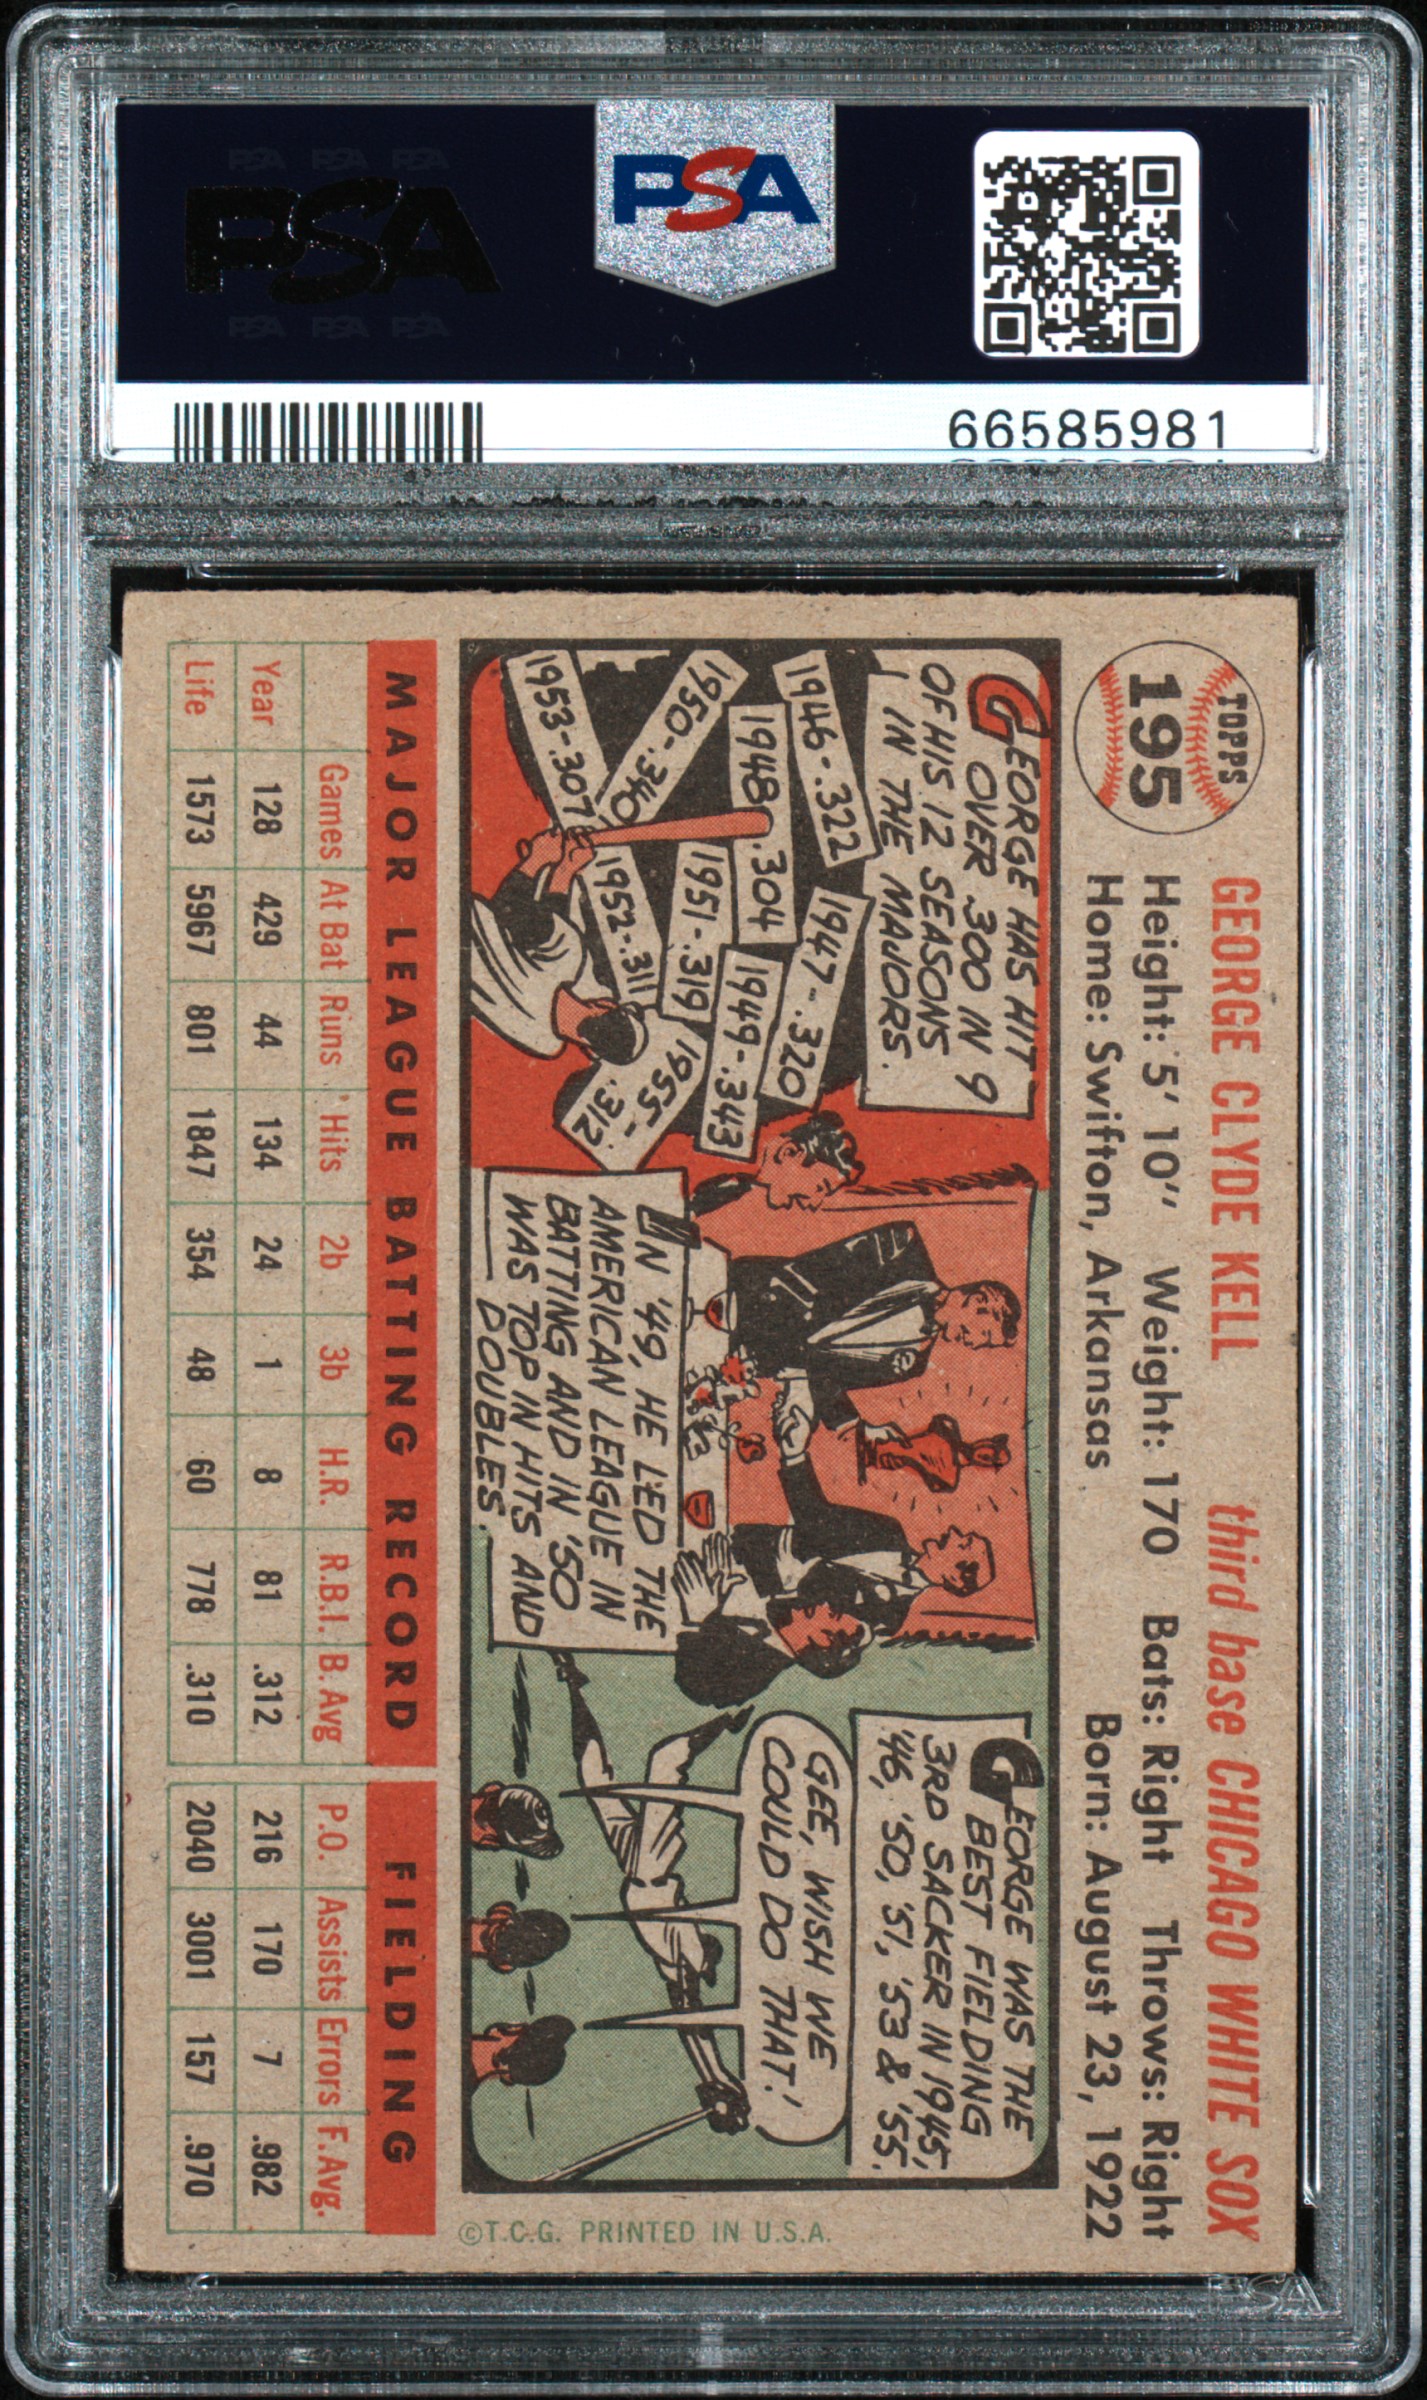 PSA PSA PSA
PSA
PSA PSA PSA
PSA
66585981
TOPPS
195
GEORGE CLYDE KELL third base CHICAGO WHITE SOX
Height: 5' 10" Weight: 170 Bats: Right Throws: Right
Home: Swifton, Arkansas Born: August 23, 1922
GEORGE HAS HIT
OVER .300 IN 9
OF HIS 12 SEASONS
IN THE MAJORS.
1946-.322
1947-.320
1948-.304
1949-.343
1950-.340
1951-.319
1952-.311
1953-.307
1955-
.312
IN '49, HE LED THE
AMERICAN LEAGUE IN
BATTING AND IN '50
WAS TOP IN HITS AND
DOUBLES.
GEORGE WAS THE
BEST FIELDING
3RD SACKER IN 1945,
'46, '50, '51, '53 & '55.
GEE, WISH WE
COULD DO THAT!
©T.C.G. PRINTED IN U.S.A.
MAJOR LEAGUE BATTING RECORD FIELDING
Games At Bat Runs Hits 2b 3b H.R. R.B.I. B. Avg P.O. Assists Errors F. Avg.
Year 128 429 44 134 24 1 8 81 .312 216 170 7 .982
Life 1573 5967 801 1847 354 48 60 778 .310 2040 3001 157 .970
PSA